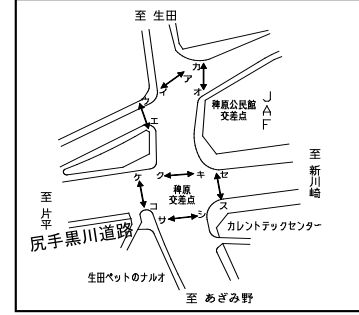 至 生田
カ
ア
イ
オ
ウ
エ
稗原公民館
交差点
JAF
至 新川崎
ケ
ク
キ
セ
稗原
交差点
コ
サ
シ
ス
至 片平
尻手黒川道路
カレントテックセンター
生田ペットのナルオ
至 あざみ野